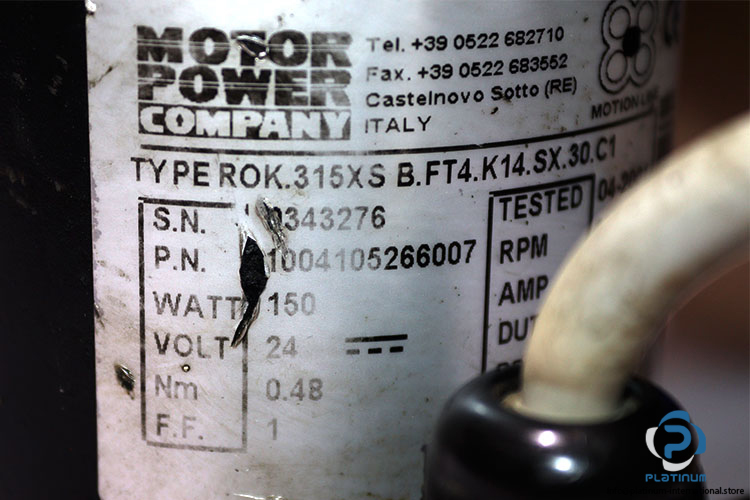 MOTOR
POWER
COMPANY
Tel. +39 0522 682710
Fax. +39 0522 683552
Castelnovo Sotto (RE)
ITALY
MOTION
TYPE ROK.315XS B.FT4.K14.SX.30.C1
S.N. 0343276
P.N. 1004105266007
WATT 150
VOLT 24
Nm 0.48
F.F. 1
TESTED
RPM
AMP
PLATINUM